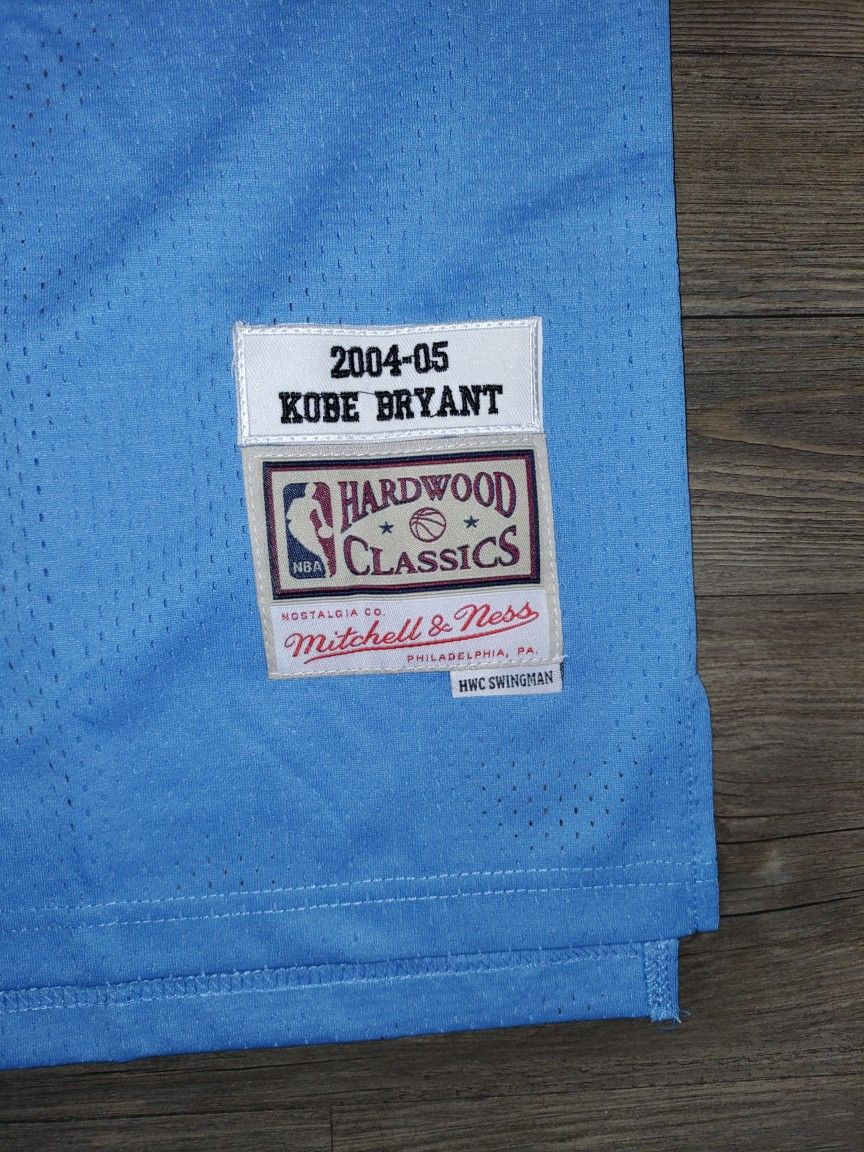 2004-05
KOBE BRYANT
HARDWOOD
CLASSICS
NBA
NOSTALGIA CO.
Mitchell & Ness
PHILADELPHIA, PA.
HWC SWINGMAN